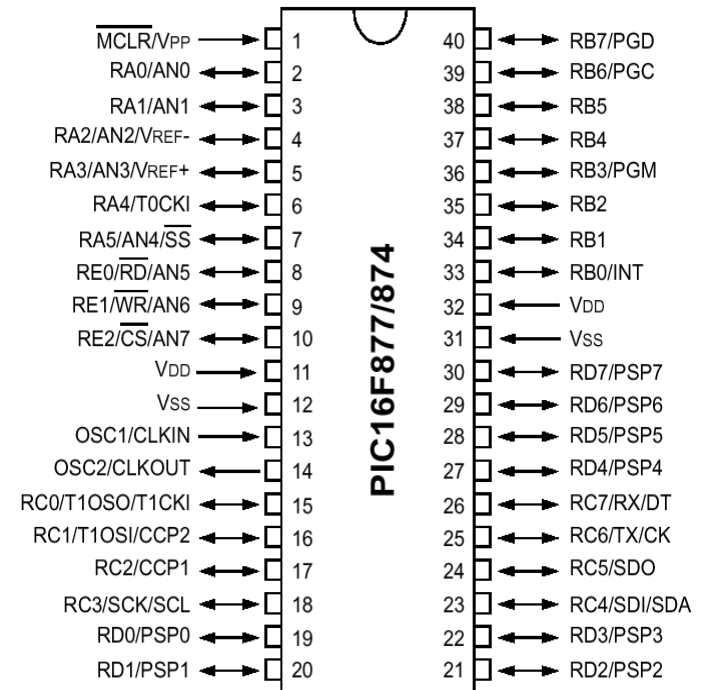 MCLR/VPP 1 40 RB7/PGD
RA0/AN0 2 39 RB6/PGC
RA1/AN1 3 38 RB5
RA2/AN2/VREF- 4 37 RB4
RA3/AN3/VREF+ 5 36 RB3/PGM
RA4/T0CKI 6 35 RB2
RA5/AN4/SS 7 34 RB1
RE0/RD/AN5 8 33 RB0/INT
RE1/WR/AN6 9 32 VDD
RE2/CS/AN7 10 31 VSS
VDD 11 30 RD7/PSP7
VSS 12 29 RD6/PSP6
OSC1/CLKIN 13 28 RD5/PSP5
OSC2/CLKOUT 14 27 RD4/PSP4
RC0/T1OSO/T1CKI 15 26 RC7/RX/DT
RC1/T1OSI/CCP2 16 25 RC6/TX/CK
RC2/CCP1 17 24 RC5/SDO
RC3/SCK/SCL 18 23 RC4/SDI/SDA
RD0/PSP0 19 22 RD3/PSP3
RD1/PSP1 20 21 RD2/PSP2
PIC16F877/874